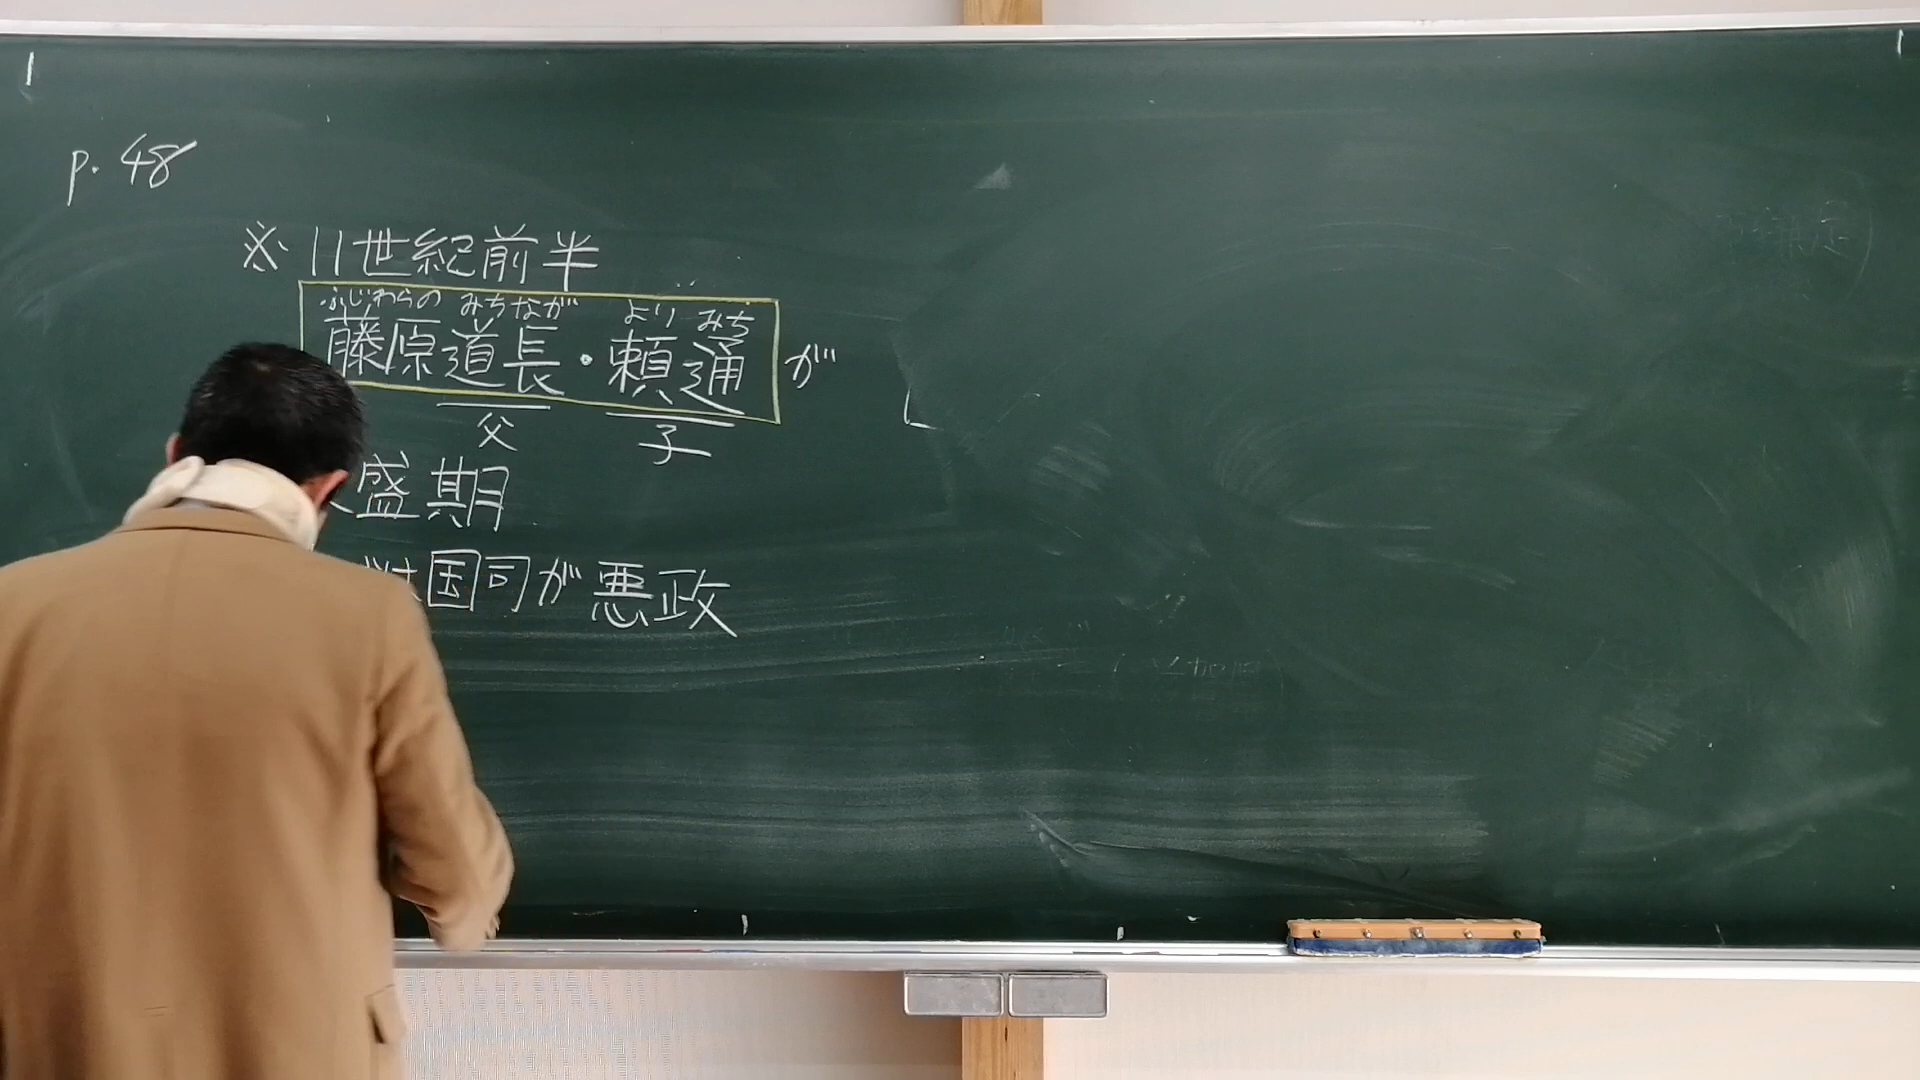 p. 48
※ 11世紀前半
ふじわらの みちなが より みち
藤原道長・頼通が
父 子
盛期
は国司が悪政